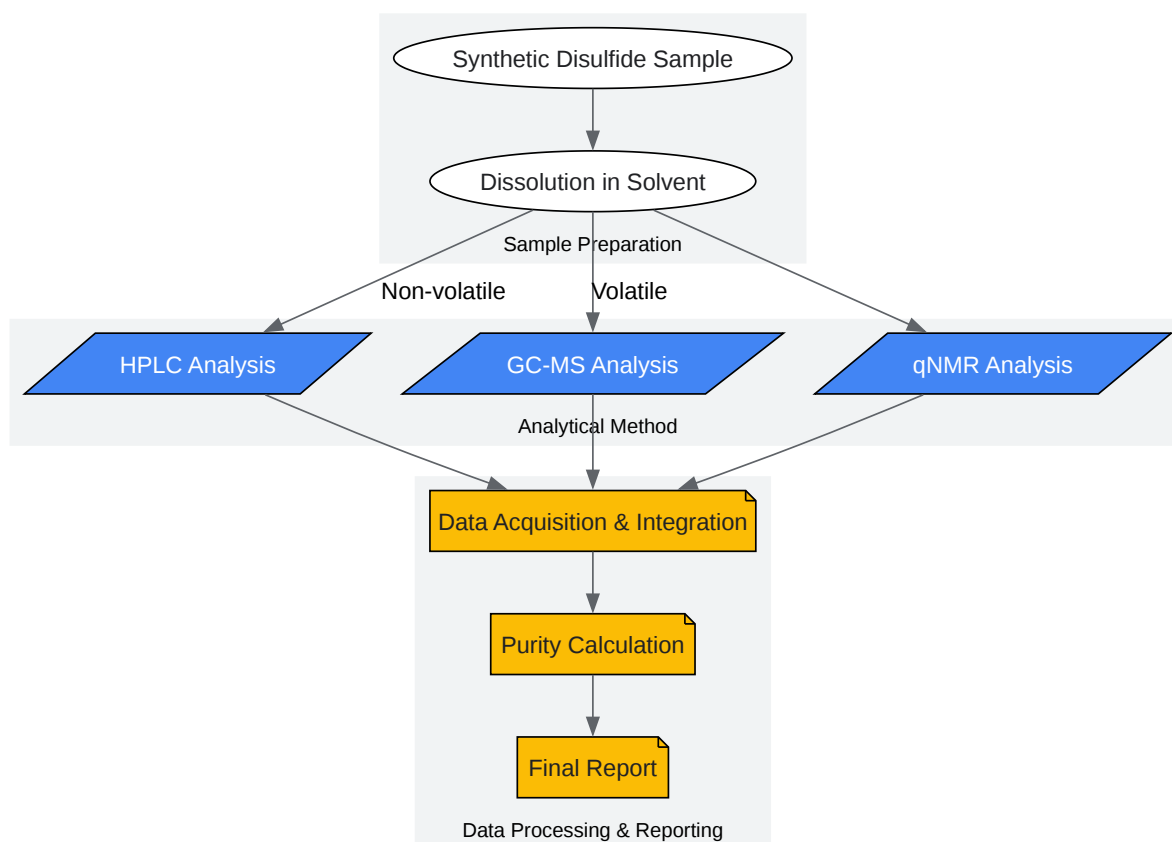 Synthetic Disulfide Sample
Dissolution in Solvent
Sample Preparation
Non-volatile
Volatile
HPLC Analysis
GC-MS Analysis
qNMR Analysis
Analytical Method
Data Acquisition & Integration
Purity Calculation
Final Report
Data Processing & Reporting